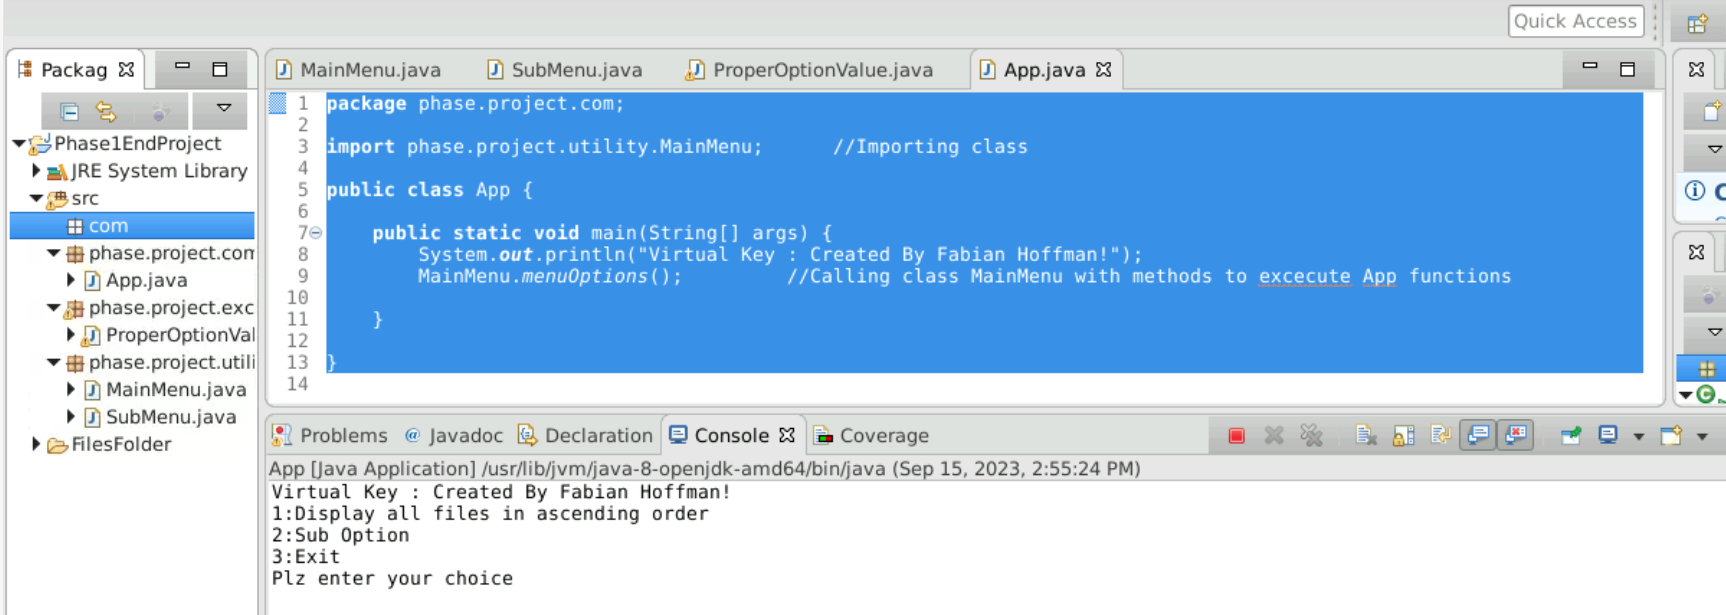 Quick Access
Packag
MainMenu.java
SubMenu.java
ProperOptionValue.java
App.java
Phase1EndProject
JRE System Library
src
com
phase.project.com
App.java
phase.project.exc
ProperOptionVal
phase.project.utili
MainMenu.java
SubMenu.java
FilesFolder
1 package phase.project.com;
2
3 import phase.project.utility.MainMenu; //Importing class
4
5 public class App {
6
7 public static void main(String[] args) {
8 System.out.println("Virtual Key : Created By Fabian Hoffman!");
9 MainMenu.menuOptions(); //Calling class MainMenu with methods to excecute App functions
10
11 }
12
13 }
14
Problems @ Javadoc Declaration Console Coverage
App [Java Application] /usr/lib/jvm/java-8-openjdk-amd64/bin/java (Sep 15, 2023, 2:55:24 PM)
Virtual Key : Created By Fabian Hoffman!
1:Display all files in ascending order
2:Sub Option
3:Exit
Plz enter your choice